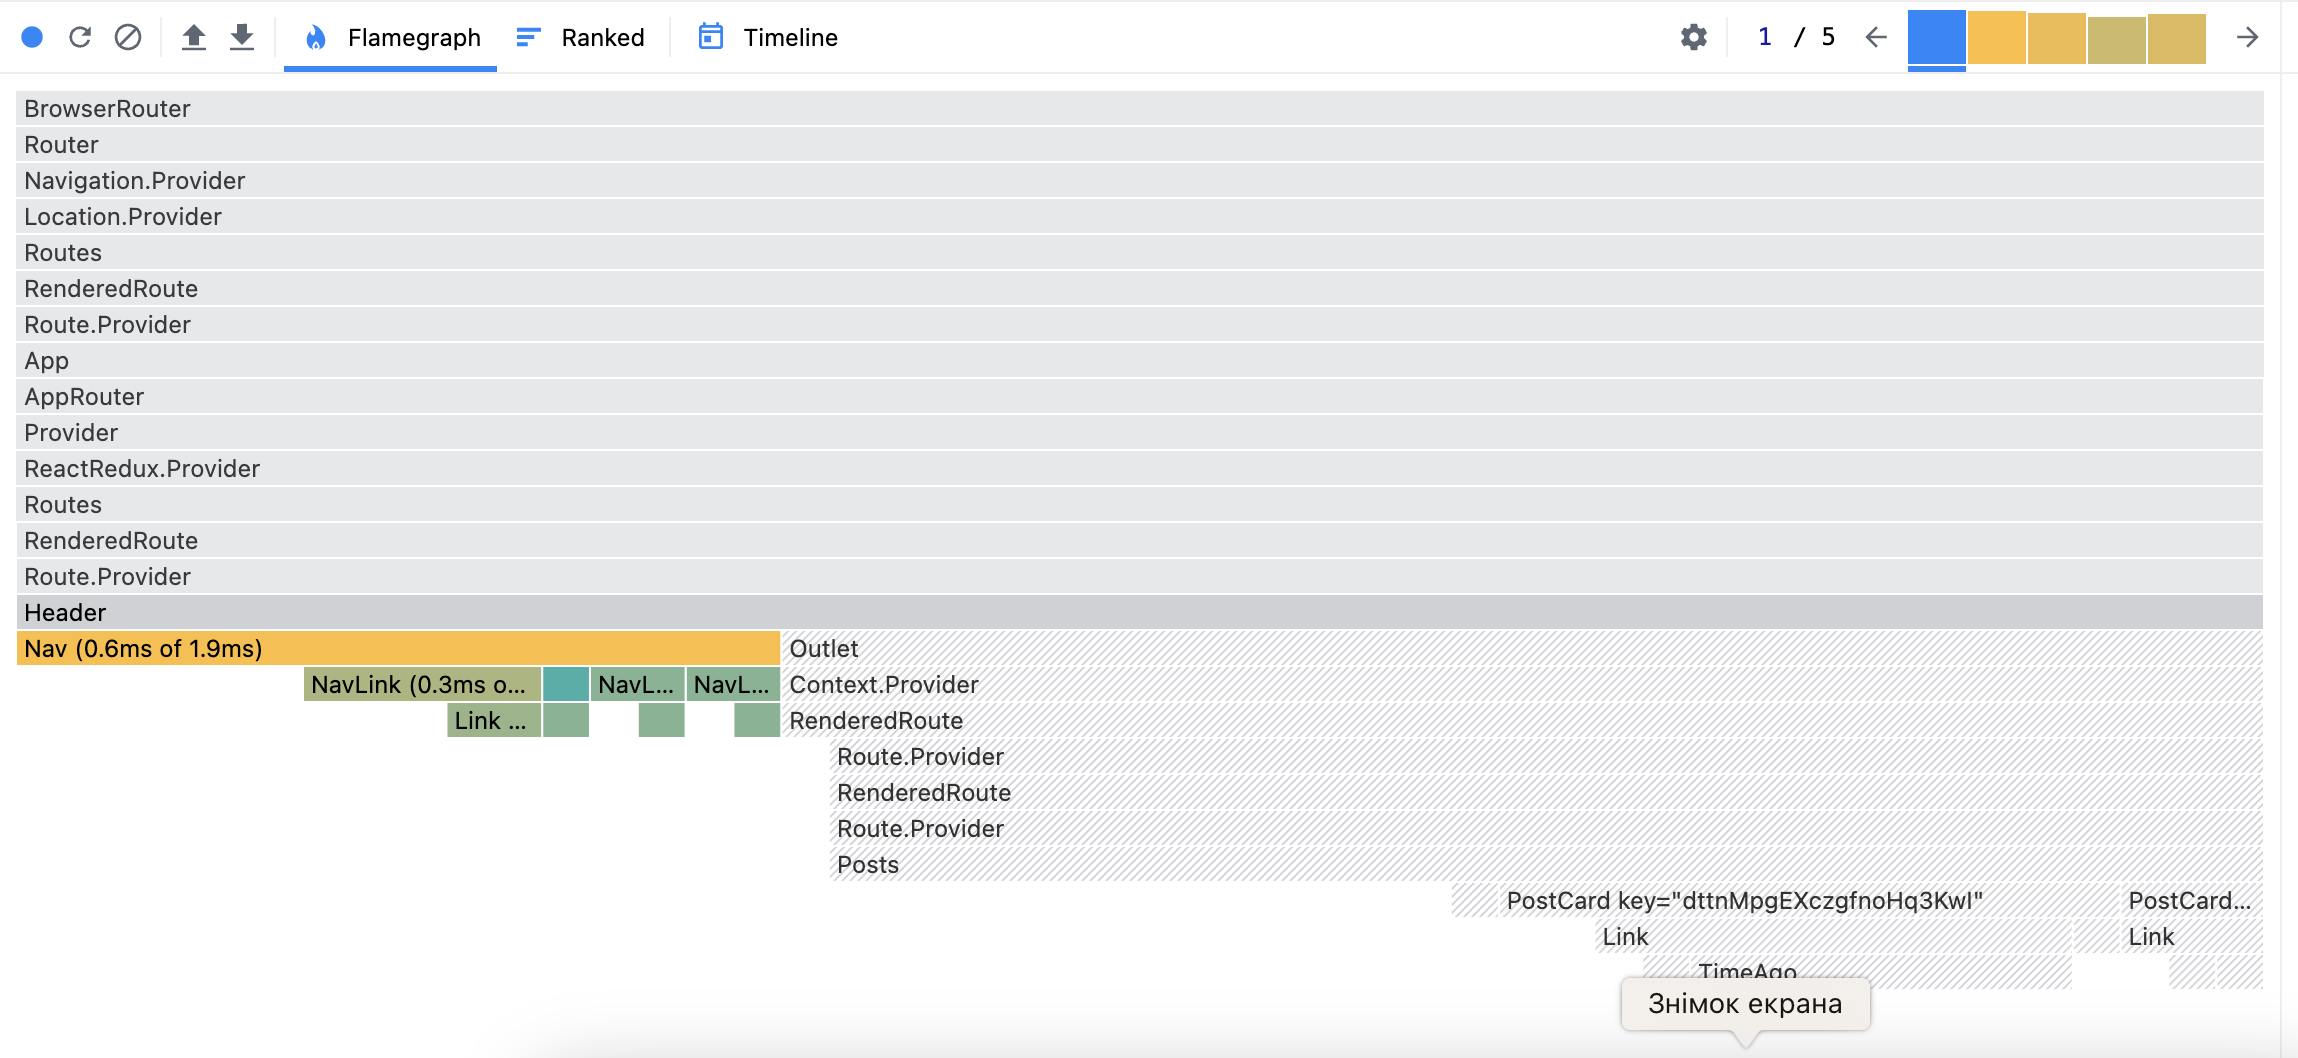 Flamegraph Ranked Timeline 1 / 5
BrowserRouter
Router
Navigation.Provider
Location.Provider
Routes
RenderedRoute
Route.Provider
App
AppRouter
Provider
ReactRedux.Provider
Routes
RenderedRoute
Route.Provider
Header
Nav (0.6ms of 1.9ms) Outlet
NavLink (0.3ms o... NavL... NavL... Context.Provider
Link ... RenderedRoute
Route.Provider
RenderedRoute
Route.Provider
Posts
PostCard key="dttnMpgEXczgfnoHq3KwI" PostCard...
Link Link
TimeAgo
Знімок екрана